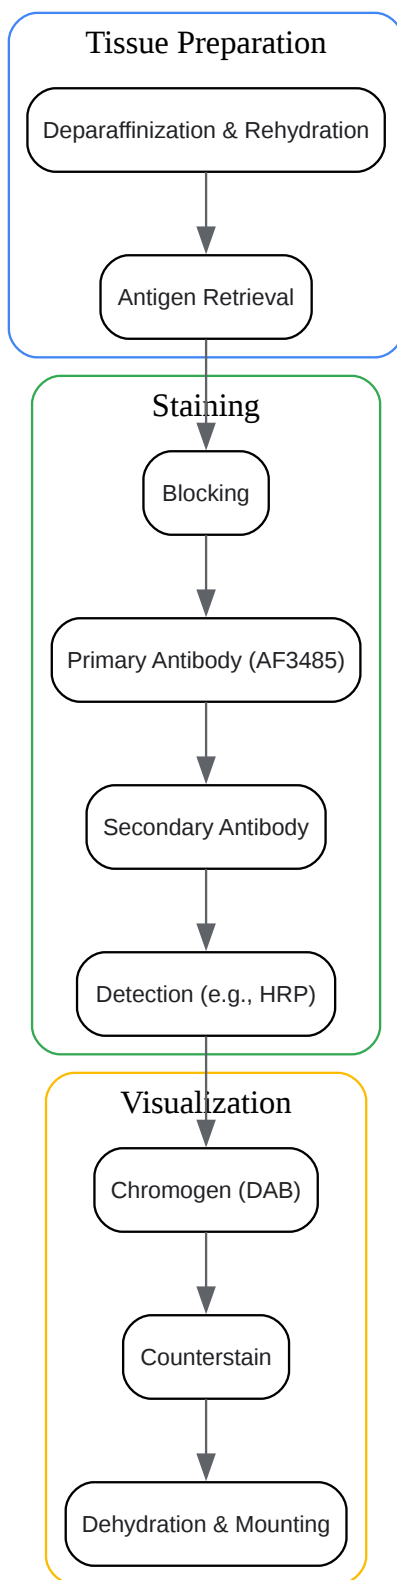 Tissue Preparation
Deparaffinization & Rehydration
Antigen Retrieval
Staining
Blocking
Primary Antibody (AF3485)
Secondary Antibody
Detection (e.g., HRP)
Visualization
Chromogen (DAB)
Counterstain
Dehydration & Mounting